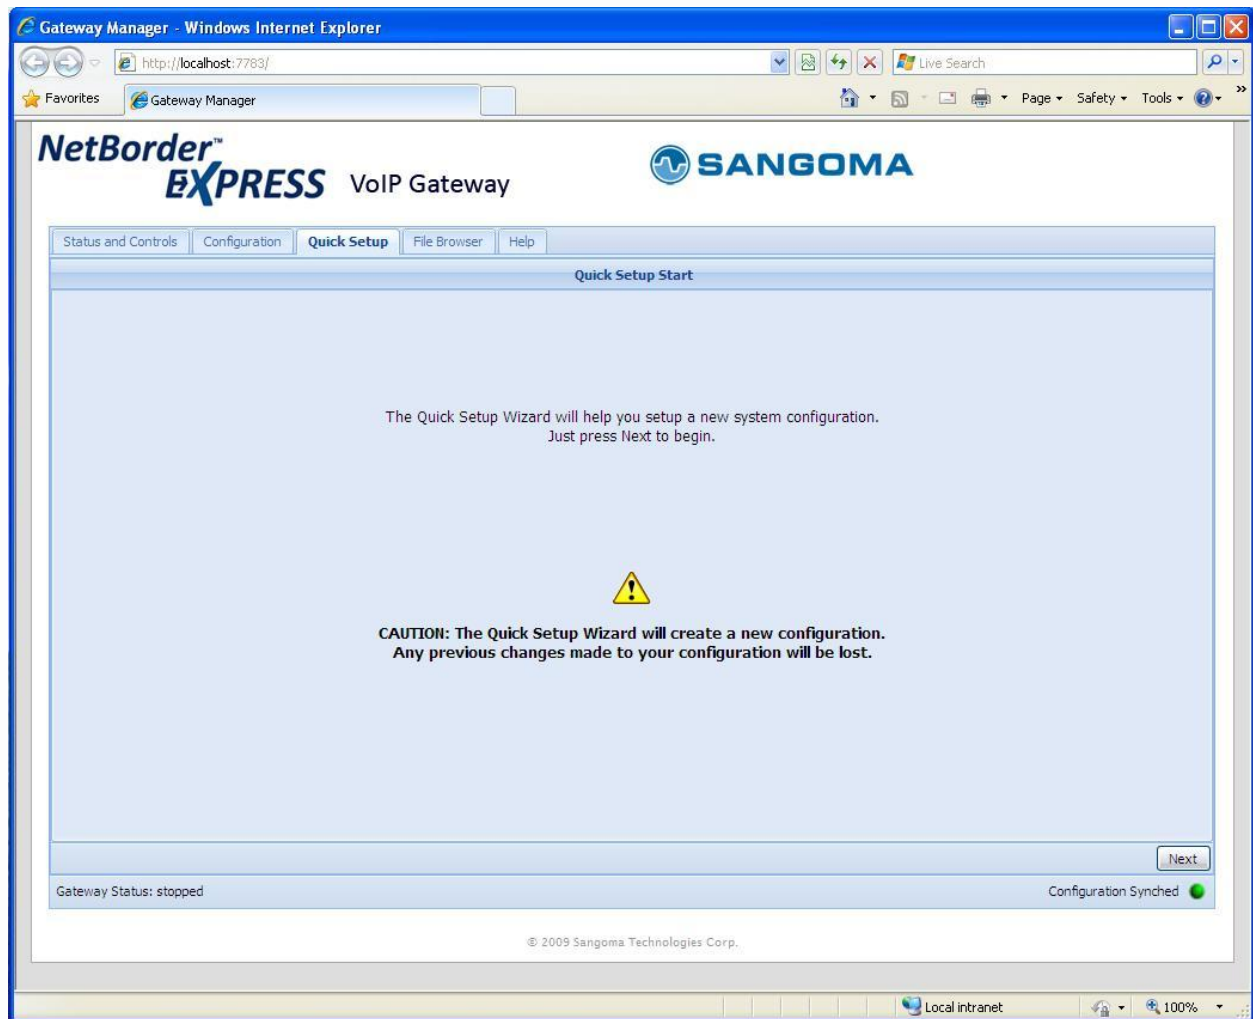 Gateway Manager - Windows Internet Explorer
http://localhost:7783/
Live Search
Favorites
Gateway Manager
Page
Safety
Tools
NetBorder™
EXPRESS VoIP Gateway
SANGOMA
Status and Controls
Configuration
Quick Setup
File Browser
Help
Quick Setup Start
The Quick Setup Wizard will help you setup a new system configuration.
Just press Next to begin.
CAUTION: The Quick Setup Wizard will create a new configuration.
Any previous changes made to your configuration will be lost.
Next
Gateway Status: stopped
Configuration Synched
© 2009 Sangoma Technologies Corp.
Local intranet
100%